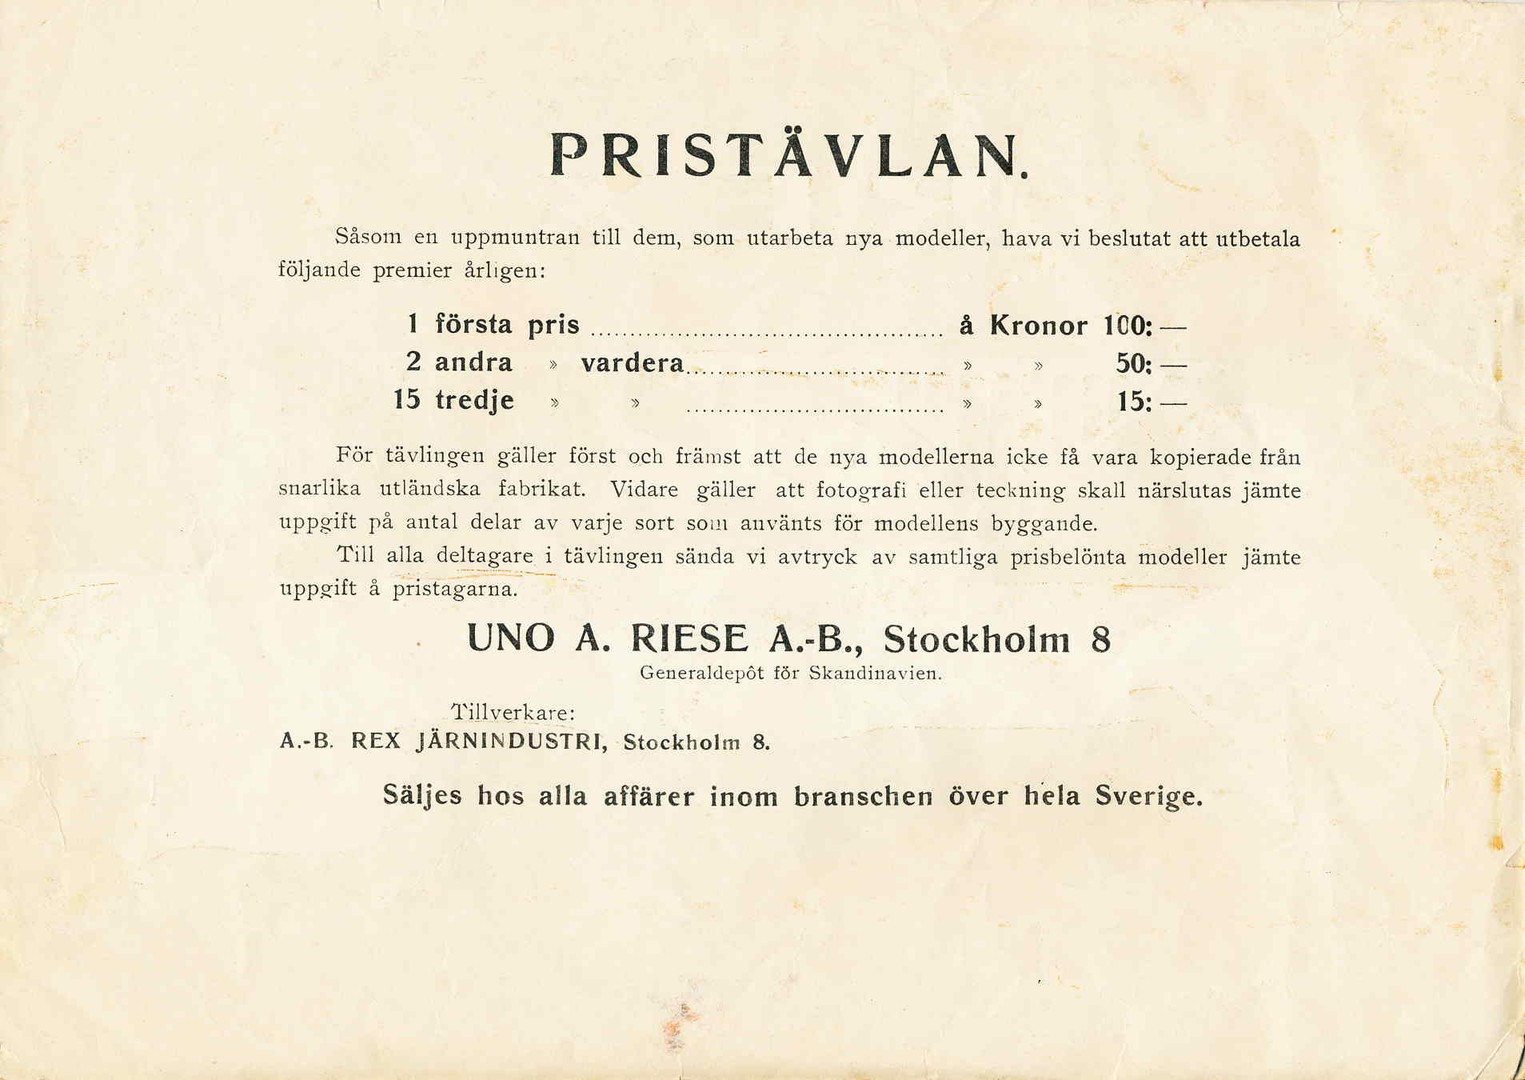 PRISTÄVLAN.
Såsom en uppmuntran till dem, som utarbeta nya modeller, hava vi beslutat att utbetala
följande premier årligen:
1 första pris ........................................ å Kronor 100: —
2 andra » vardera ........................................ » » 50: —
15 tredje » » ........................................ » » 15: —
För tävlingen gäller först och främst att de nya modellerna icke få vara kopierade från
snarlika utländska fabrikat. Vidare gäller att fotografi eller teckning skall närslutas jämte
uppgift på antal delar av varje sort som använts för modellens byggande.
Till alla deltagare i tävlingen sända vi avtryck av samtliga prisbelönta modeller jämte
uppgift å pristagarna.
UNO A. RIESE A.-B., Stockholm 8
Generaldepôt för Skandinavien.
Tillverkare:
A.-B. REX JÄRNINDUSTRI, Stockholm 8.
Säljes hos alla affärer inom branschen över hela Sverige.